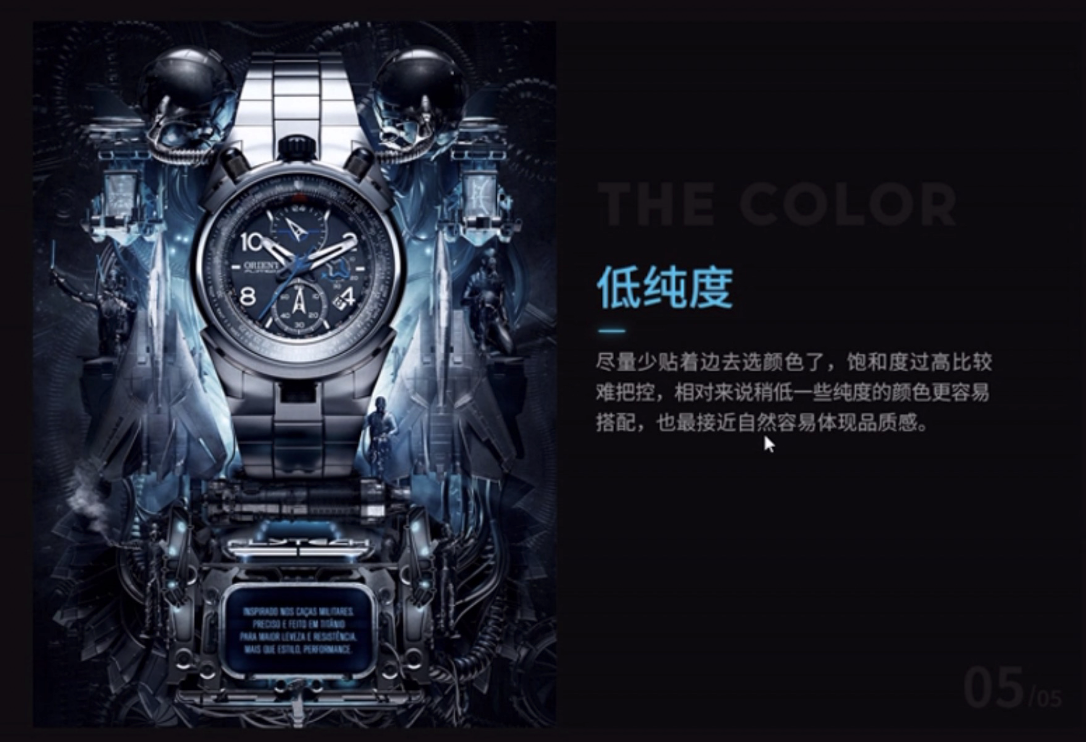 10
2
ORIENT
8
4
60
10
30
FLYTECH
INSPIRADO NOS CAÇAS MILITARES.
PRECISO E FEITO EM TITÂNIO
PARA MAIOR LEVEZA E RESISTÊNCIA.
MAIS QUE ESTILO, PERFORMANCE.
THE COLOR
低纯度
尽量少贴着边去选颜色了，饱和度过高比较
难把控，相对来说稍低一些纯度的颜色更容易
搭配，也最接近自然容易体现品质感。
05/05